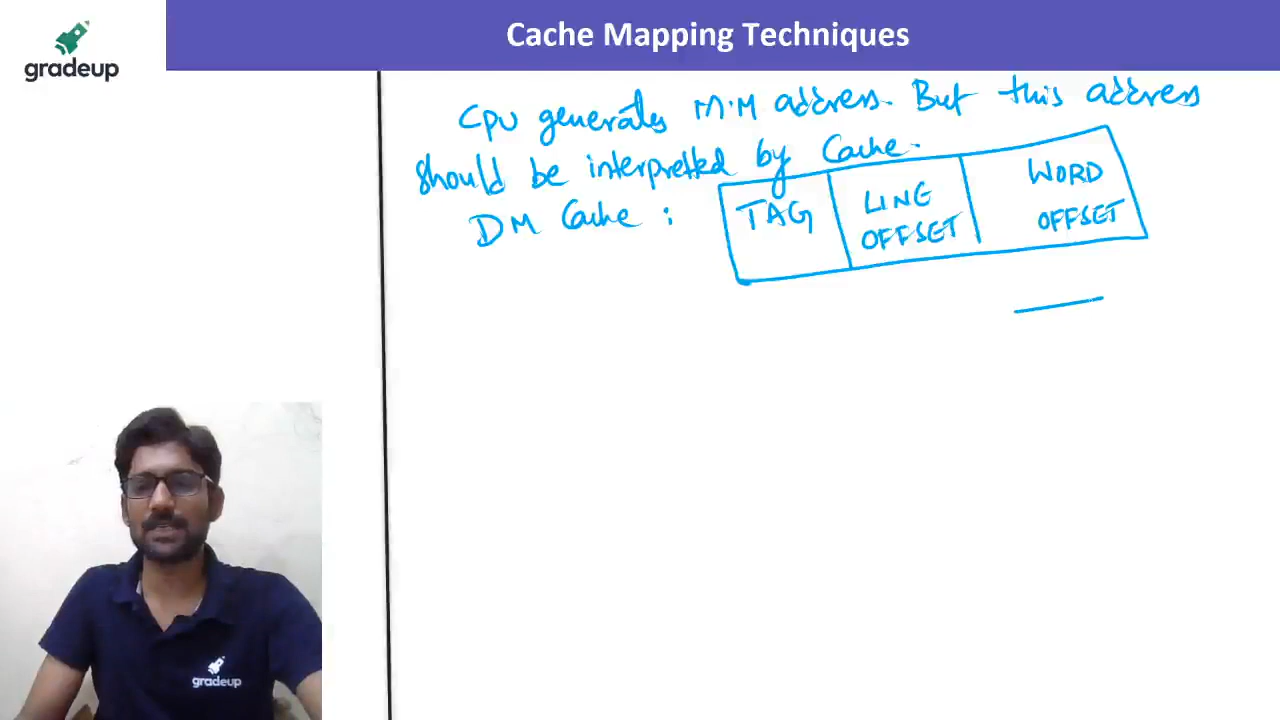 gradeup
Cache Mapping Techniques
CPU generates M.M address. But this address
should be interpretted by Cache.
DM Cache : TAG LINE OFFSET WORD OFFSET
gradeup